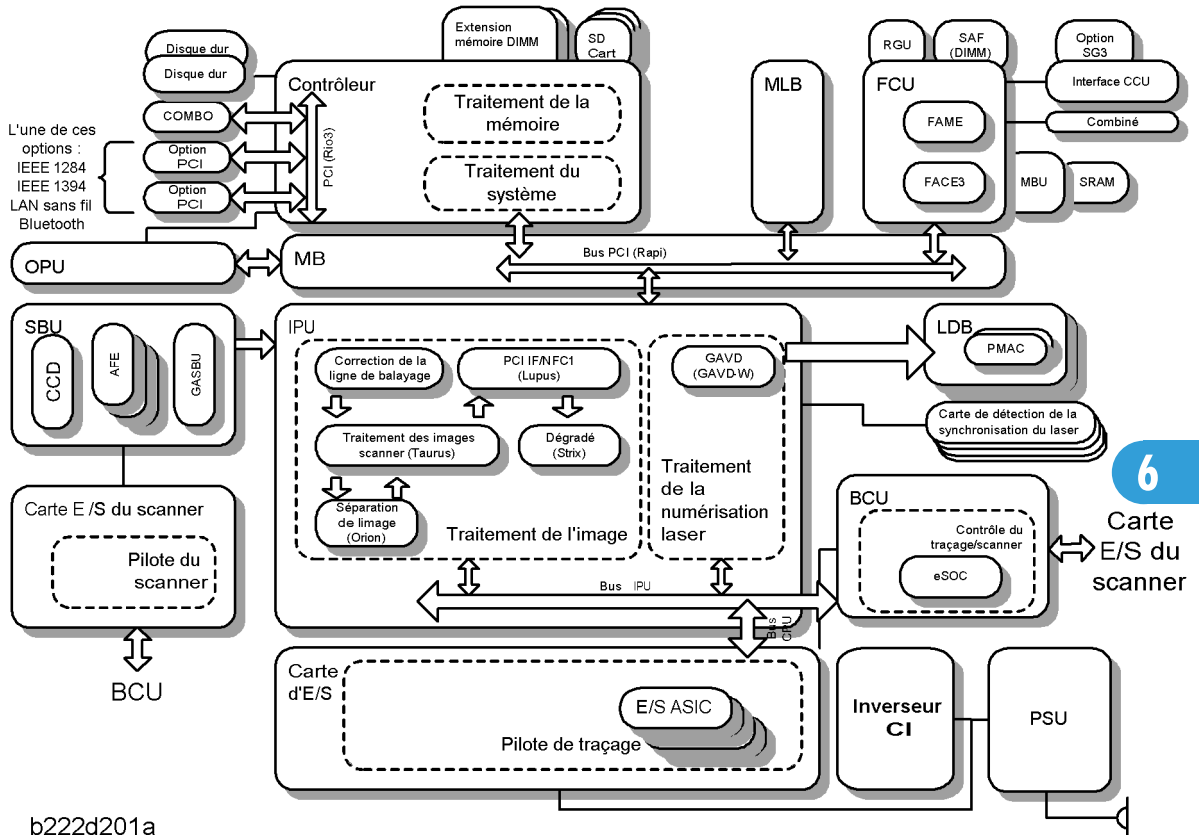 Extension
mémoire DIMM
SD
Cart
Disque dur
Disque dur
COMBO
Option
PCI
Option
PCI
L'une de ces
options :
IEEE 1284
IEEE 1394
LAN sans fil
Bluetooth
Contrôleur
PCI (Rio3)
Traitement de la
mémoire
Traitement du
système
MLB
RGU
SAF
(DIMM)
Option
SG3
FCU
Interface CCU
FAME
Combiné
FACE3
MBU
SRAM
OPU
MB
Bus PCI (Rapi)
SBU
CCD
AFE
GASBU
IPU
Correction de la
ligne de balayage
PCI IF/NFC1
(Lupus)
Traitement des images
scanner (Taurus)
Dégradé
(Strix)
Séparation
de limage
(Orion)
Traitement de l'image
GAVD
(GAVD-W)
Traitement
de la
numérisation
laser
LDB
PMAC
Carte de détection de la
synchronisation du laser
6
Carte E /S du scanner
Pilote du
scanner
BCU
Bus IPU
Bus
CPU
BCU
Contrôle du
traçage/scanner
eSOC
Carte
E/S du
scanner
Carte
d'E/S
E/S ASIC
Pilote de traçage
Inverseur
CI
PSU
b222d201a